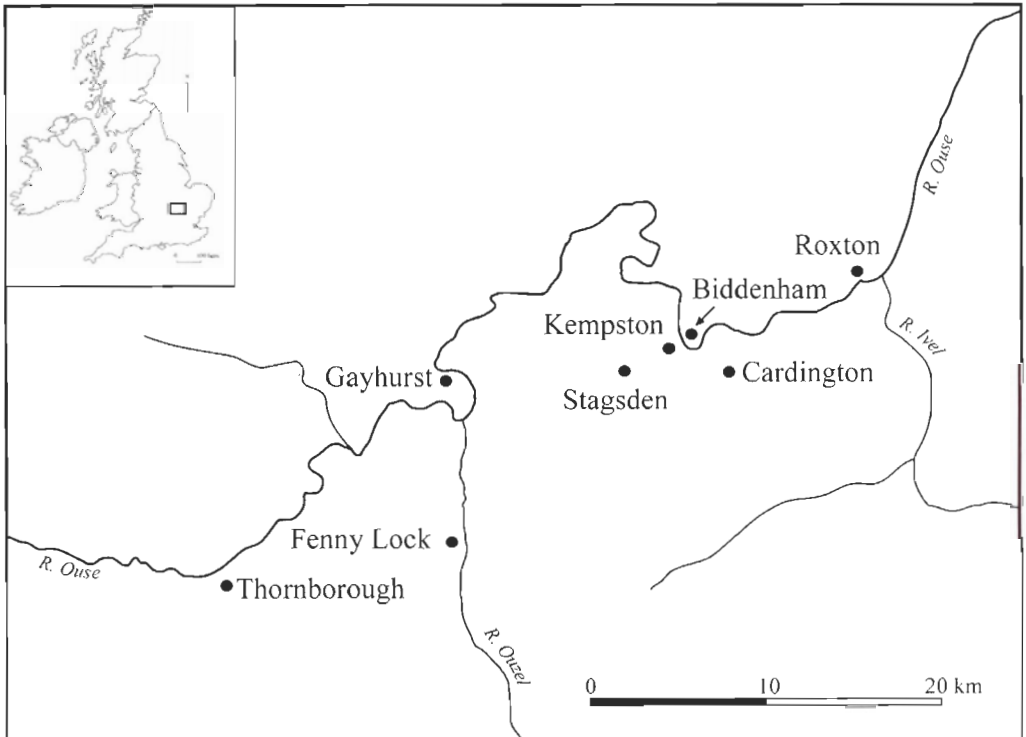 R. Ouse
Roxton
Biddenham
R. Ivel
Kempston
Gayhurst
Cardington
Stagsden
Fenny Lock
R. Ouse
Thornborough
R. Ouzel
0 10 20 km